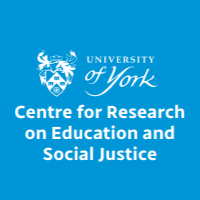 UNIVERSITY
of York
Centre for Research
on Education and
Social Justice